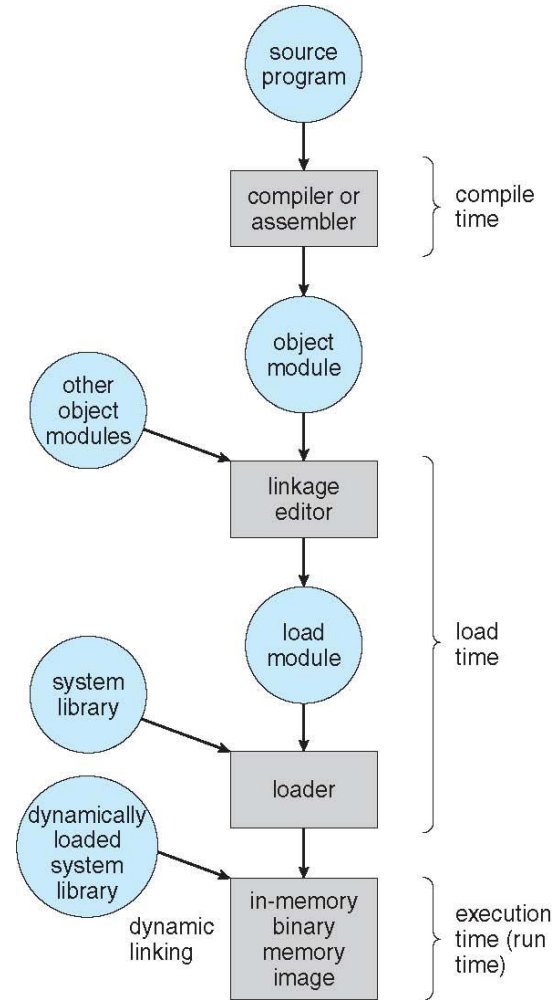 source
program
compiler or
assembler
compile
time
object
module
other
object
modules
linkage
editor
load
module
load
time
system
library
loader
dynamically
loaded
system
library
dynamic
linking
in-memory
binary
memory
image
execution
time (run
time)